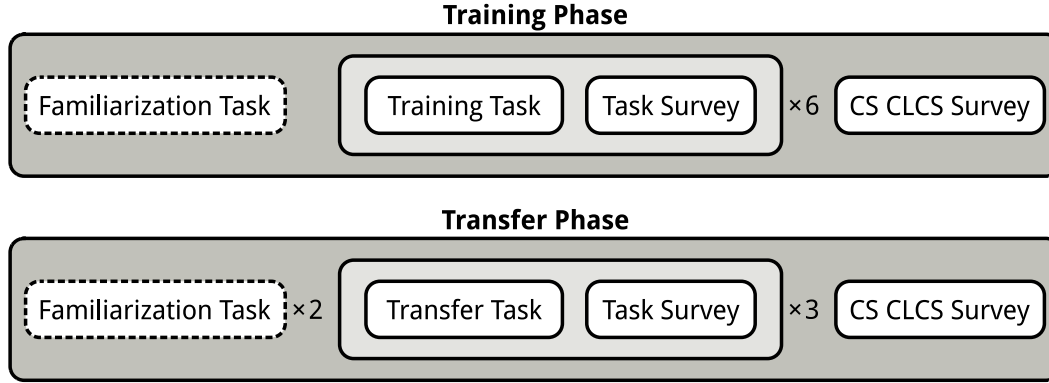 Training Phase
Familiarization Task Training Task Task Survey ×6 CS CLCS Survey
Transfer Phase
Familiarization Task ×2 Transfer Task Task Survey ×3 CS CLCS Survey